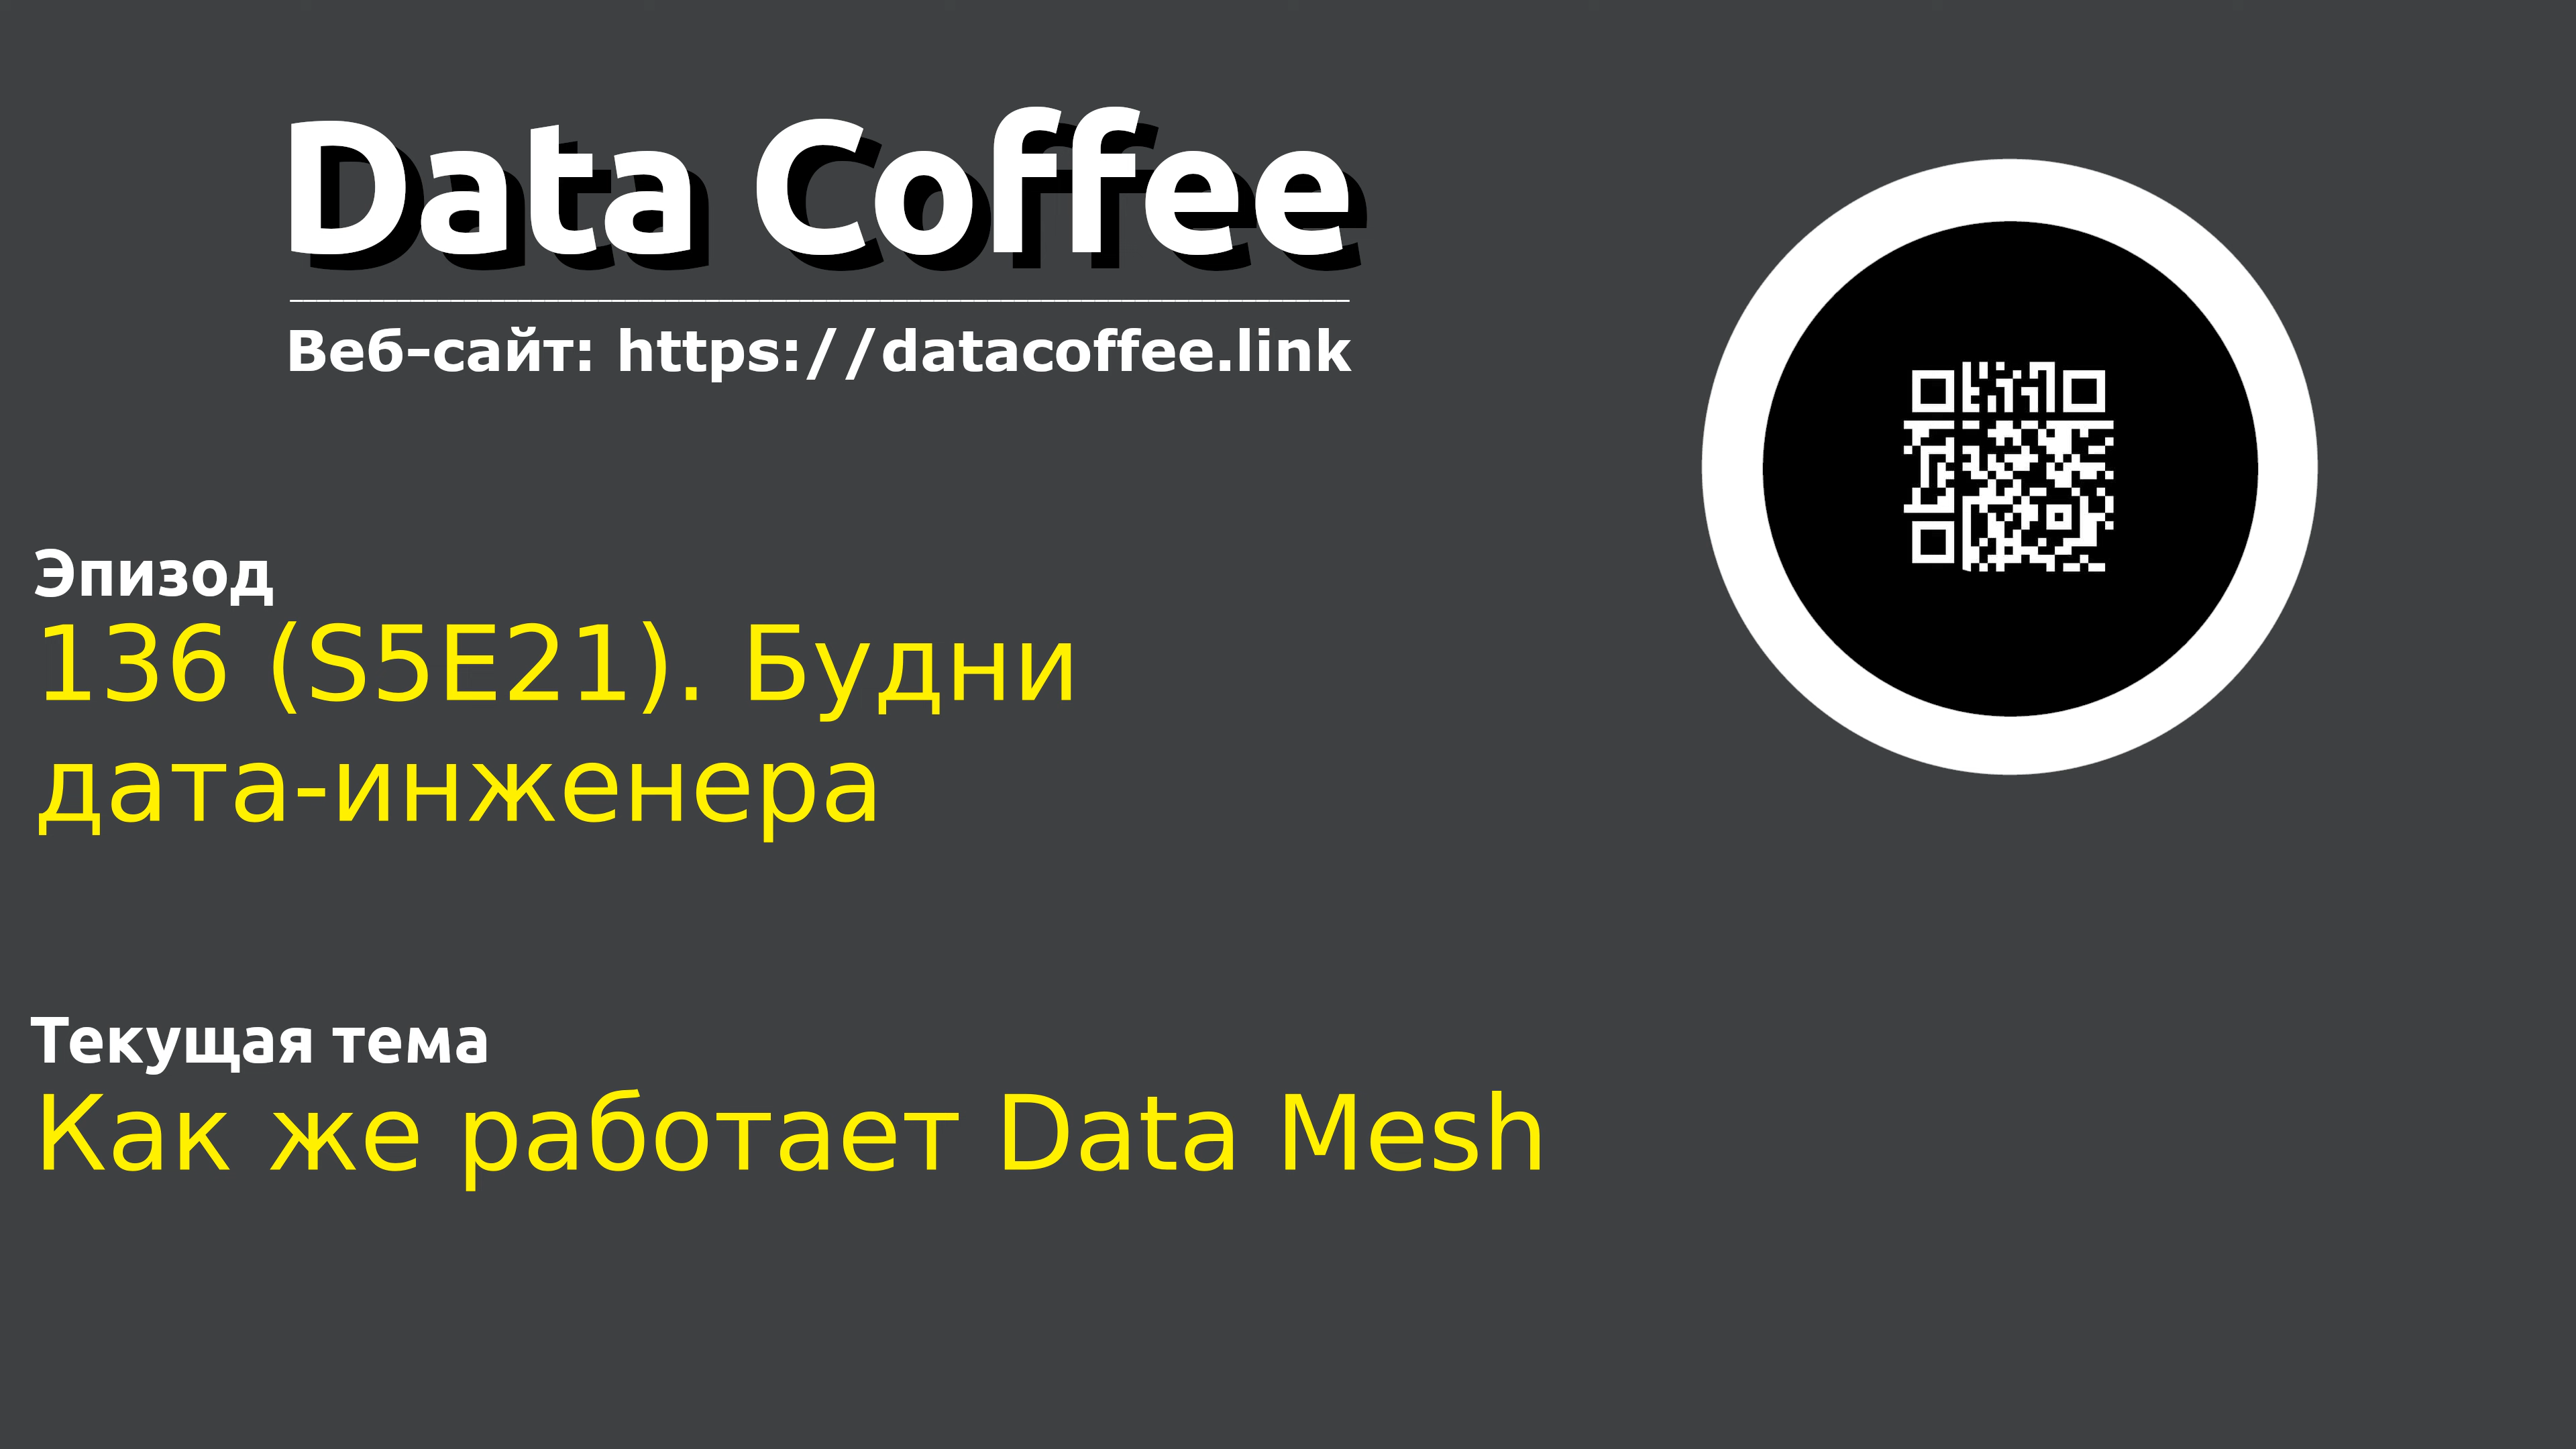 Data Coffee
Веб-сайт: https://datacoffee.link
Эпизод
136 (S5E21). Будни
дата-инженера
Текущая тема
Как же работает Data Mesh